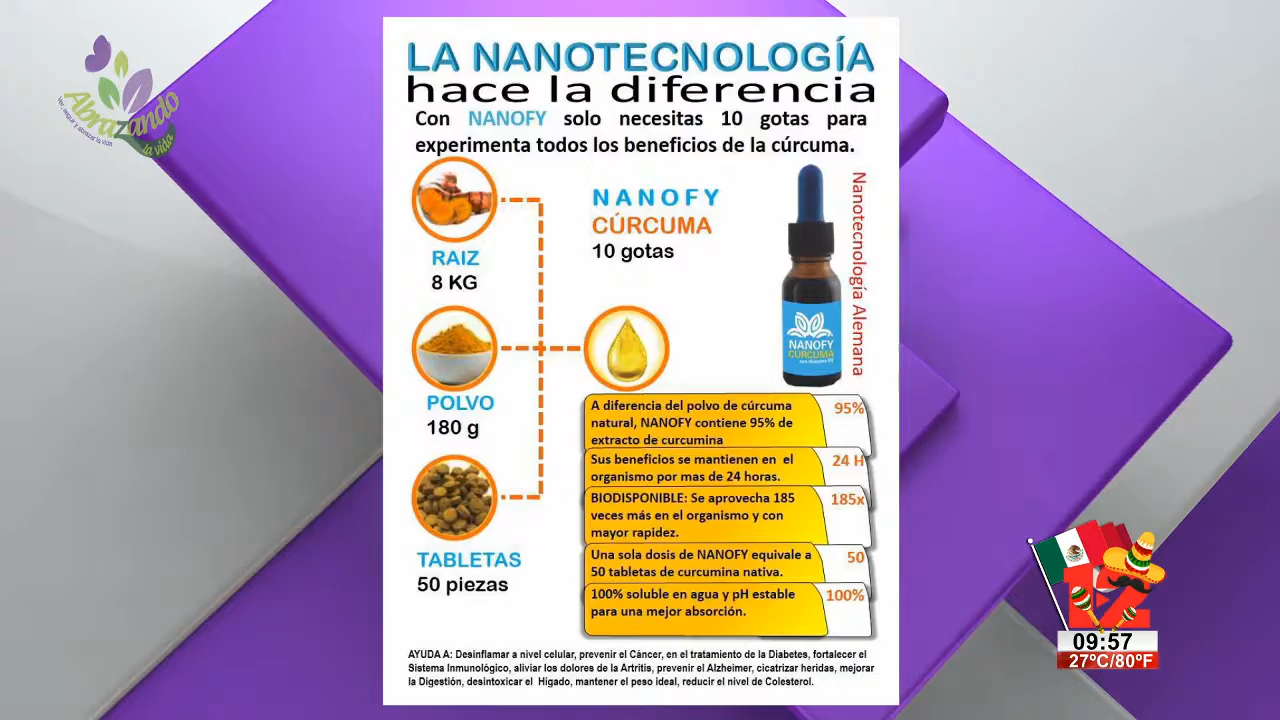 LA NANOTECNOLOGÍA
hace la diferencia
Con NANOFY solo necesitas 10 gotas para
experimenta todos los beneficios de la cúrcuma.
Abrazando
la vida
NANOFY
CÚRCUMA
10 gotas
RAIZ
8 KG
POLVO
180 g
TABLETAS
50 piezas
Nanotecnología Alemana
NANOFY
CÚRCUMA
A diferencia del polvo de cúrcuma
natural, NANOFY contiene 95% de
extracto de curcumina
95%
Sus beneficios se mantienen en el
organismo por mas de 24 horas.
24 H
BIODISPONIBLE: Se aprovecha 185
veces más en el organismo y con
mayor rapidez.
185x
Una sola dosis de NANOFY equivale a
50 tabletas de curcumina nativa.
50
100% soluble en agua y pH estable
para una mejor absorción.
100%
AYUDA A: Desinflamar a nivel celular, prevenir el Cáncer, en el tratamiento de la Diabetes, fortalecer el
Sistema Inmunológico, aliviar los dolores de la Artritis, prevenir el Alzheimer, cicatrizar heridas, mejorar
la Digestión, desintoxicar el Hígado, mantener el peso ideal, reducir el nivel de Colesterol.
09:57
27°C/80°F